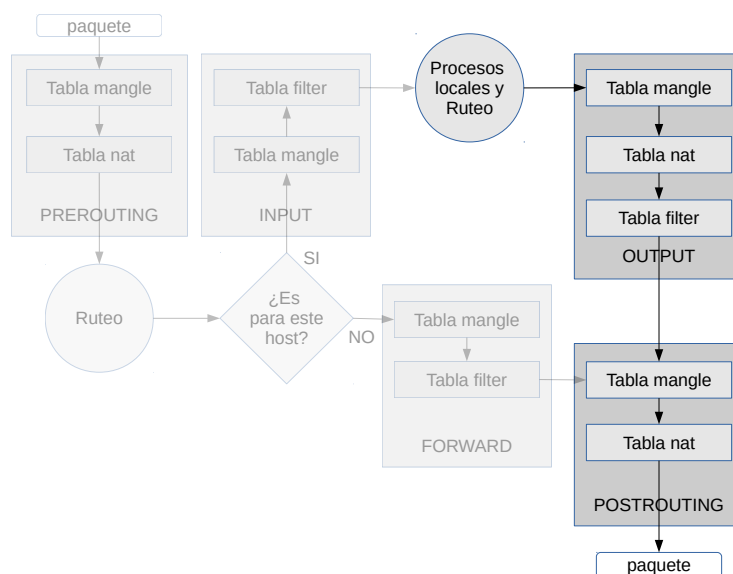 paquete
Tabla mangle
Tabla nat
PREROUTING
Tabla filter
Tabla mangle
INPUT
Procesos
locales y
Ruteo
Tabla mangle
Tabla nat
Tabla filter
OUTPUT
Ruteo
¿Es
para este
host?
SI
NO
Tabla mangle
Tabla filter
FORWARD
Tabla mangle
Tabla nat
POSTROUTING
paquete